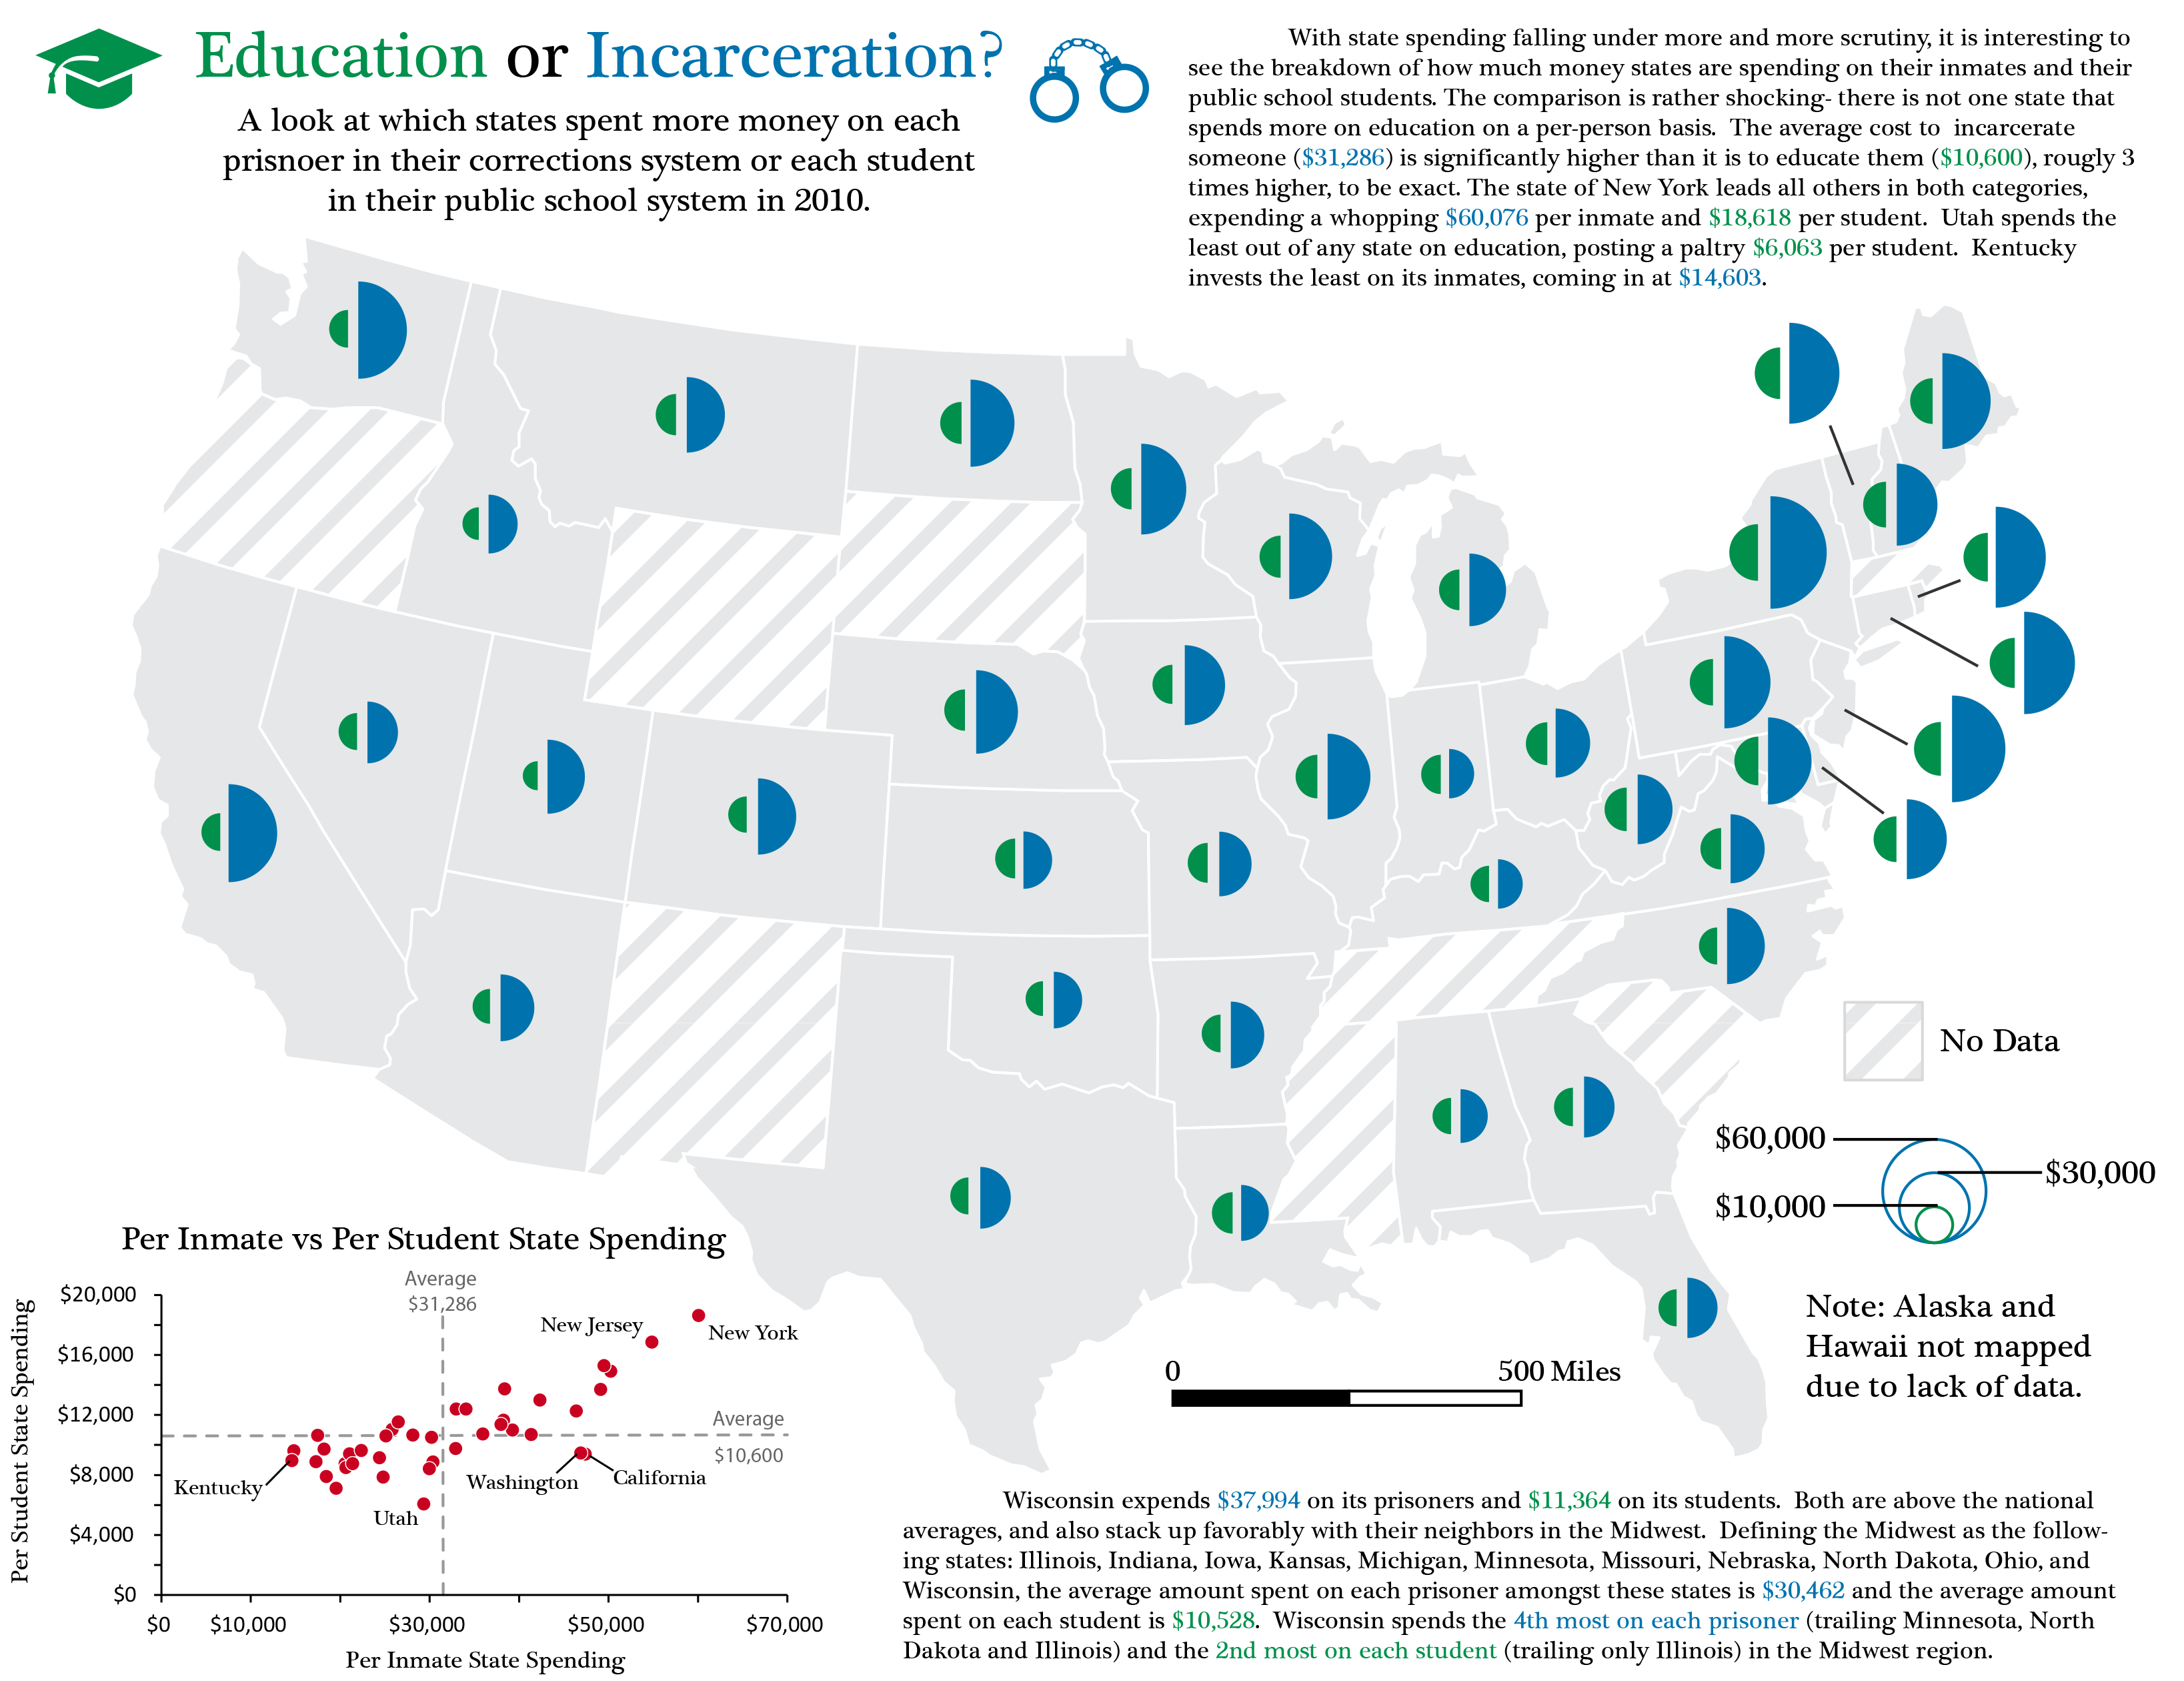 Education or Incarceration?
A look at which states spent more money on each
prisnoer in their corrections system or each student
in their public school system in 2010.
With state spending falling under more and more scrutiny, it is interesting to
see the breakdown of how much money states are spending on their inmates and their
public school students. The comparison is rather shocking- there is not one state that
spends more on education on a per-person basis. The average cost to incarcerate
someone ($31,286) is significantly higher than it is to educate them ($10,600), rougly 3
times higher, to be exact. The state of New York leads all others in both categories,
expending a whopping $60,076 per inmate and $18,618 per student. Utah spends the
least out of any state on education, posting a paltry $6,063 per student. Kentucky
invests the least on its inmates, coming in at $14,603.
No Data
$60,000
$30,000
$10,000
Note: Alaska and
Hawaii not mapped
due to lack of data.
0 500 Miles
Per Inmate vs Per Student State Spending
Average
$31,286
Per Student State Spending
$20,000
$16,000
$12,000
$8,000
$4,000
$0
New Jersey
New York
Average
$10,600
Kentucky
Utah
Washington
California
$0 $10,000 $30,000 $50,000 $70,000
Per Inmate State Spending
Wisconsin expends $37,994 on its prisoners and $11,364 on its students. Both are above the national
averages, and also stack up favorably with their neighbors in the Midwest. Defining the Midwest as the follow-
ing states: Illinois, Indiana, Iowa, Kansas, Michigan, Minnesota, Missouri, Nebraska, North Dakota, Ohio, and
Wisconsin, the average amount spent on each prisoner amongst these states is $30,462 and the average amount
spent on each student is $10,528. Wisconsin spends the 4th most on each prisoner (trailing Minnesota, North
Dakota and Illinois) and the 2nd most on each student (trailing only Illinois) in the Midwest region.